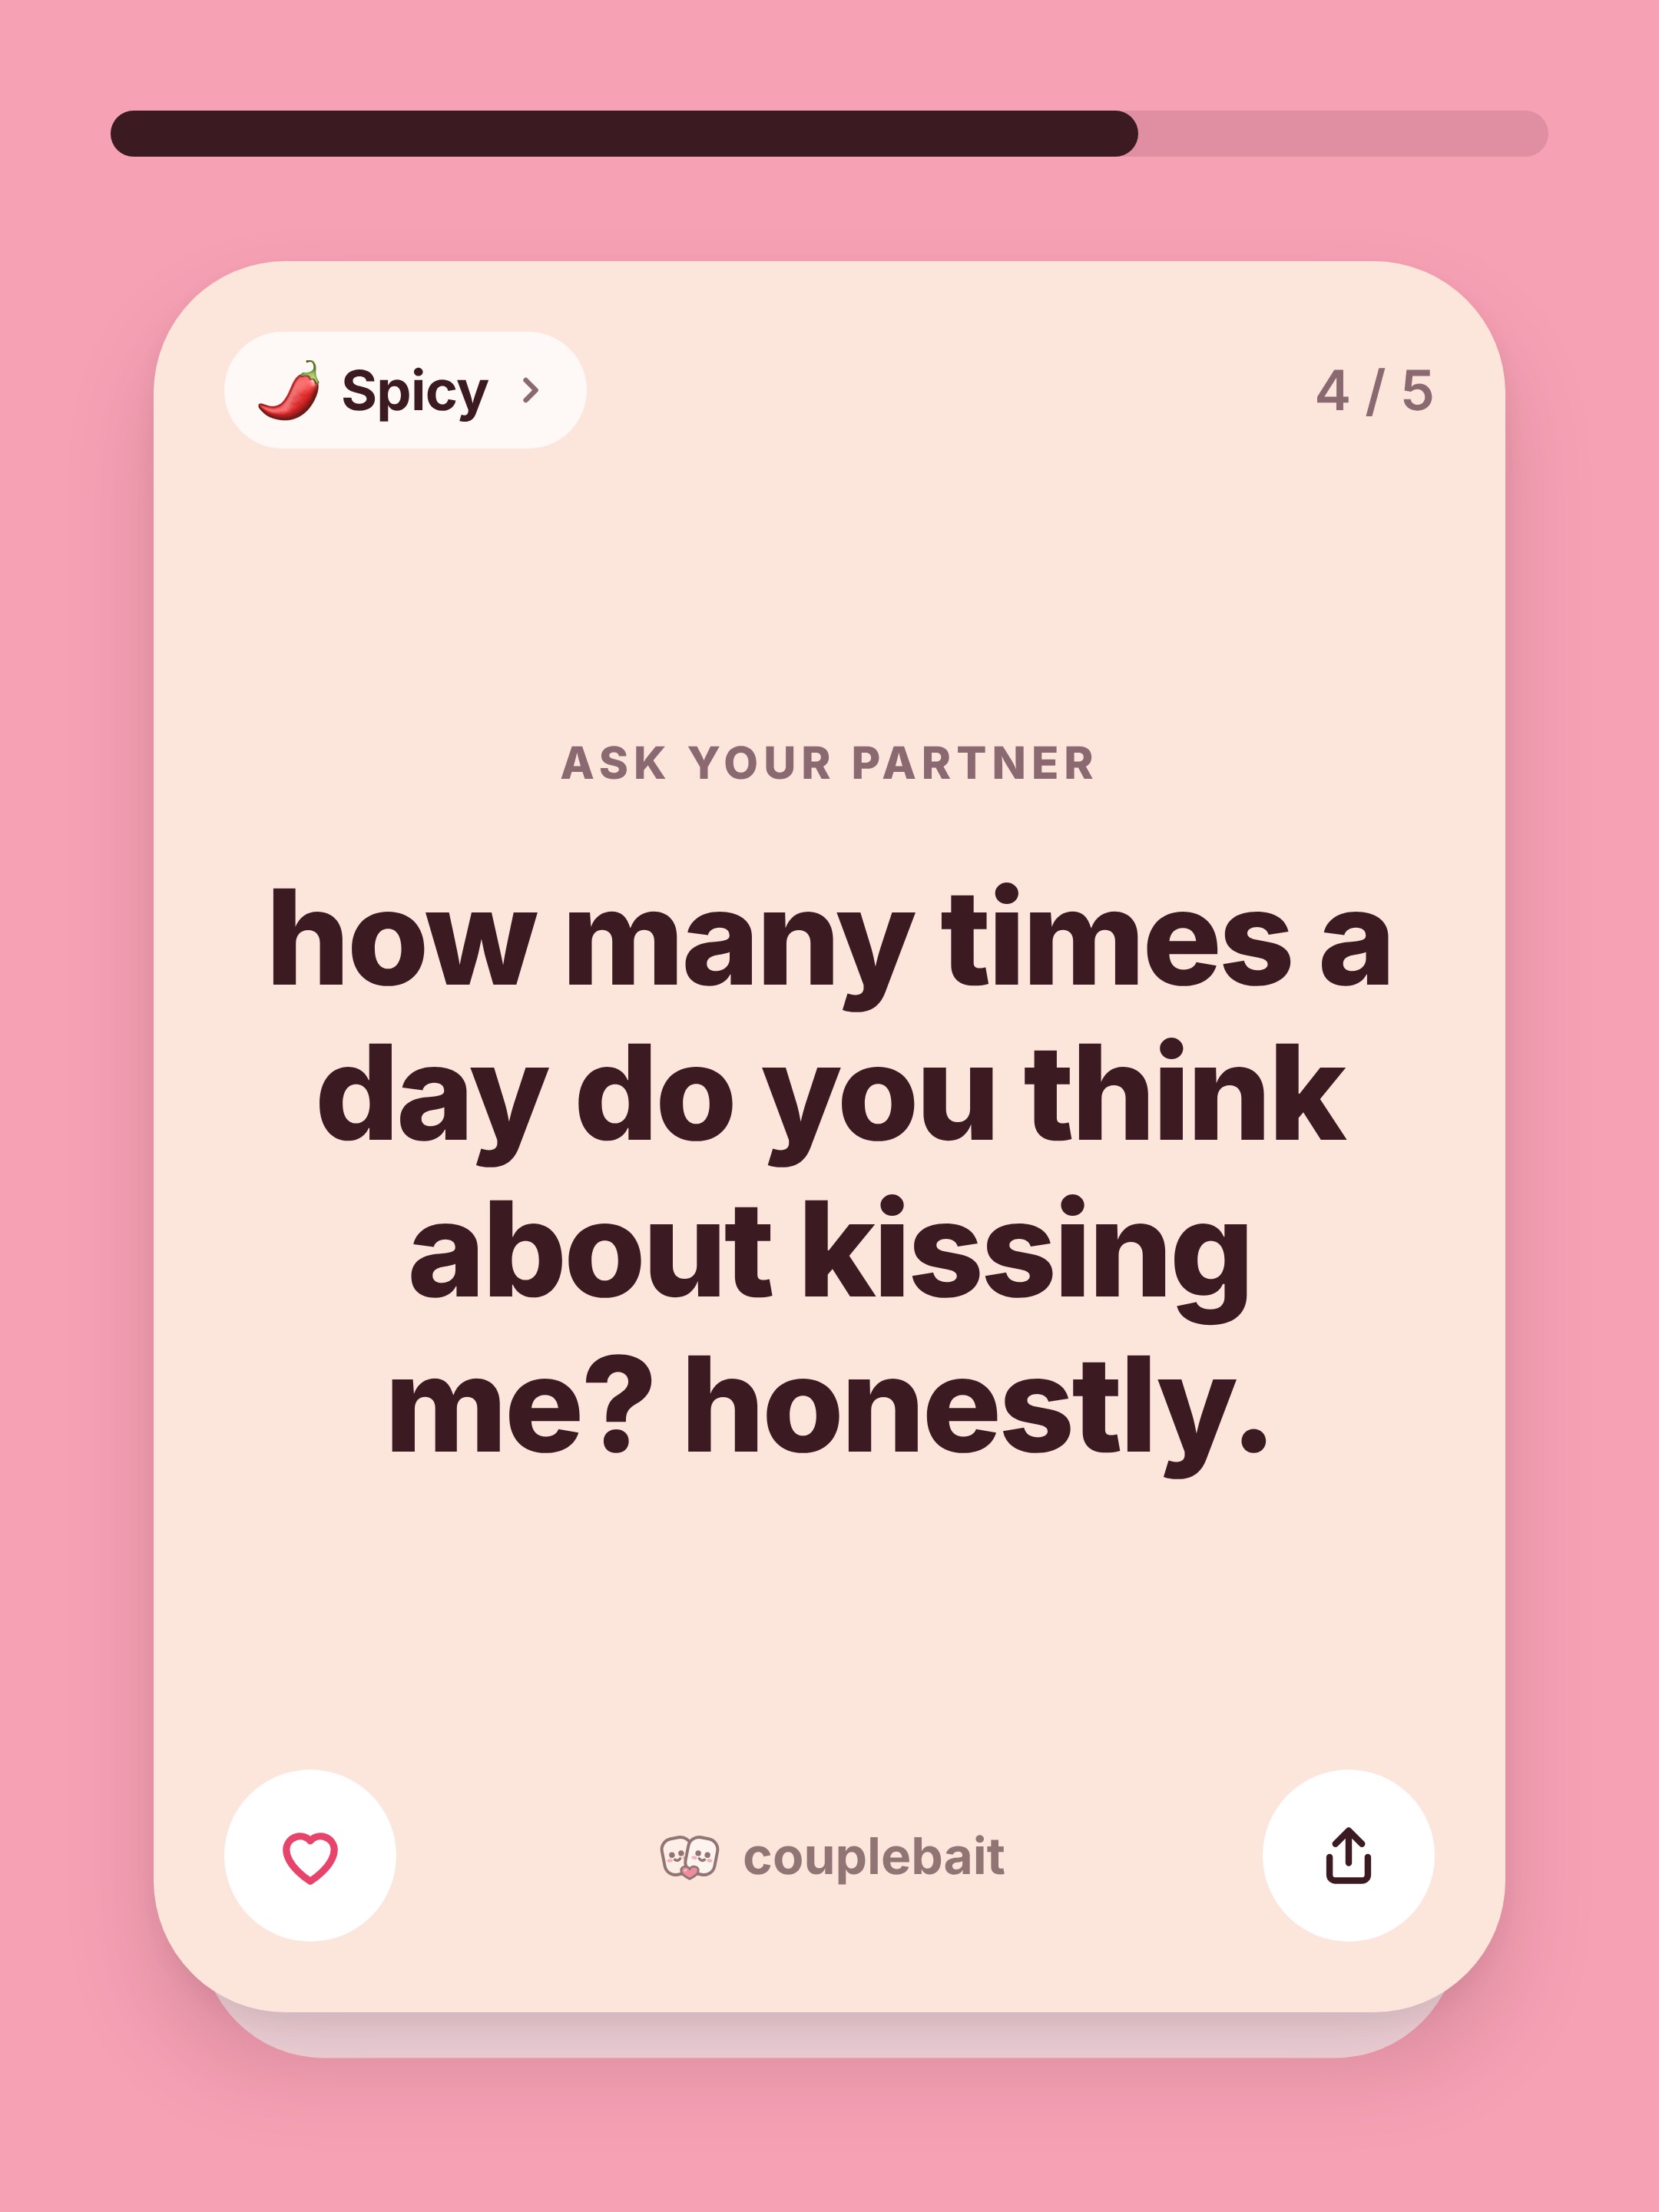 Spicy
4 / 5
ASK YOUR PARTNER
how many times a
day do you think
about kissing
me? honestly.
couplebait